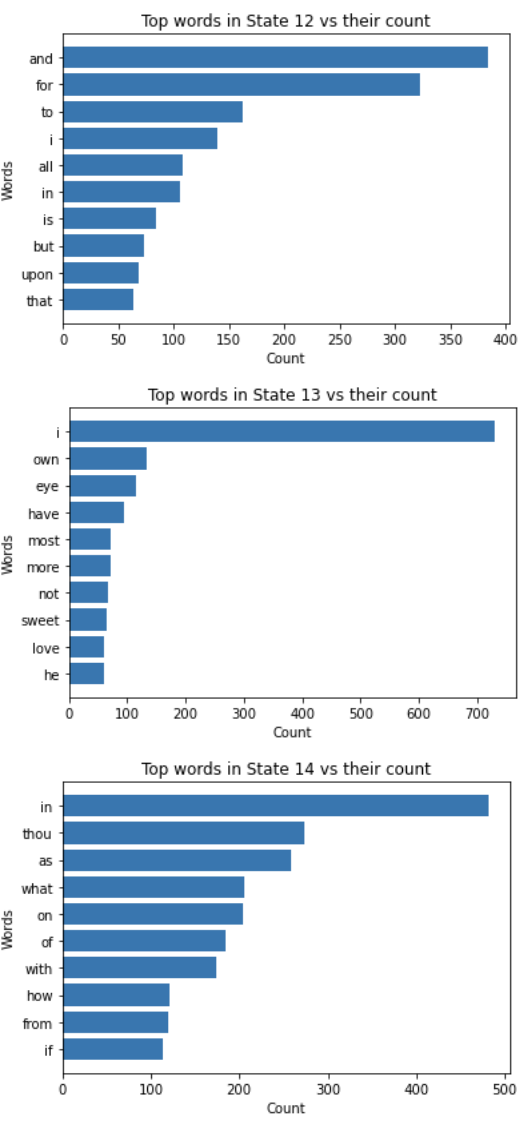 Top words in State 12 vs their count
and
for
to
i
all
in
is
but
upon
that
Words
0 50 100 150 200 250 300 350 400
Count
Top words in State 13 vs their count
i
own
eye
have
most
more
not
sweet
love
he
Words
0 100 200 300 400 500 600 700
Count
Top words in State 14 vs their count
in
thou
as
what
on
of
with
how
from
if
Words
0 100 200 300 400 500
Count